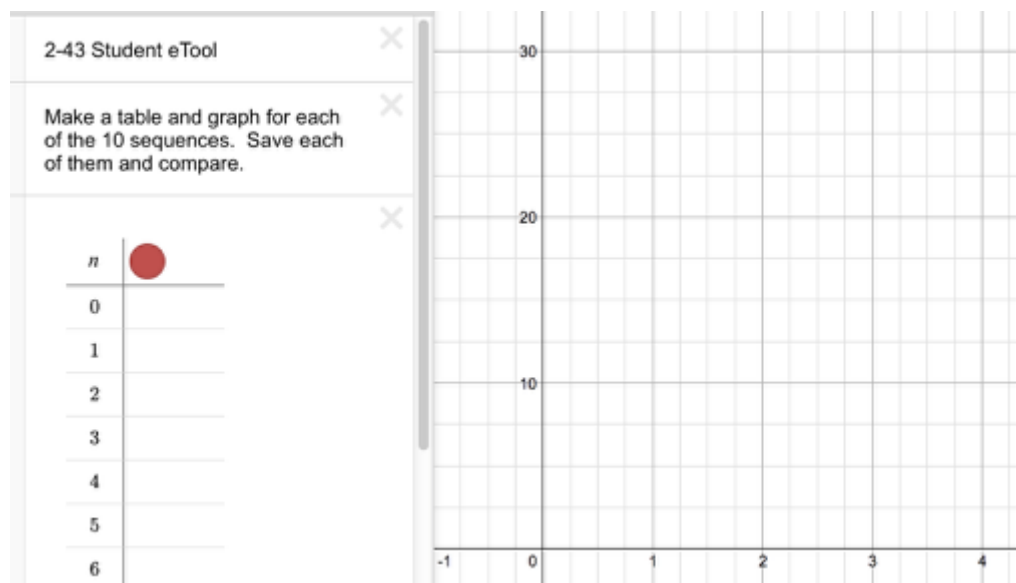 2-43 Student eTool
Make a table and graph for each
of the 10 sequences.  Save each
of them and compare.
n
0
1
2
3
4
5
6
30
20
10
-1 0 1 2 3 4